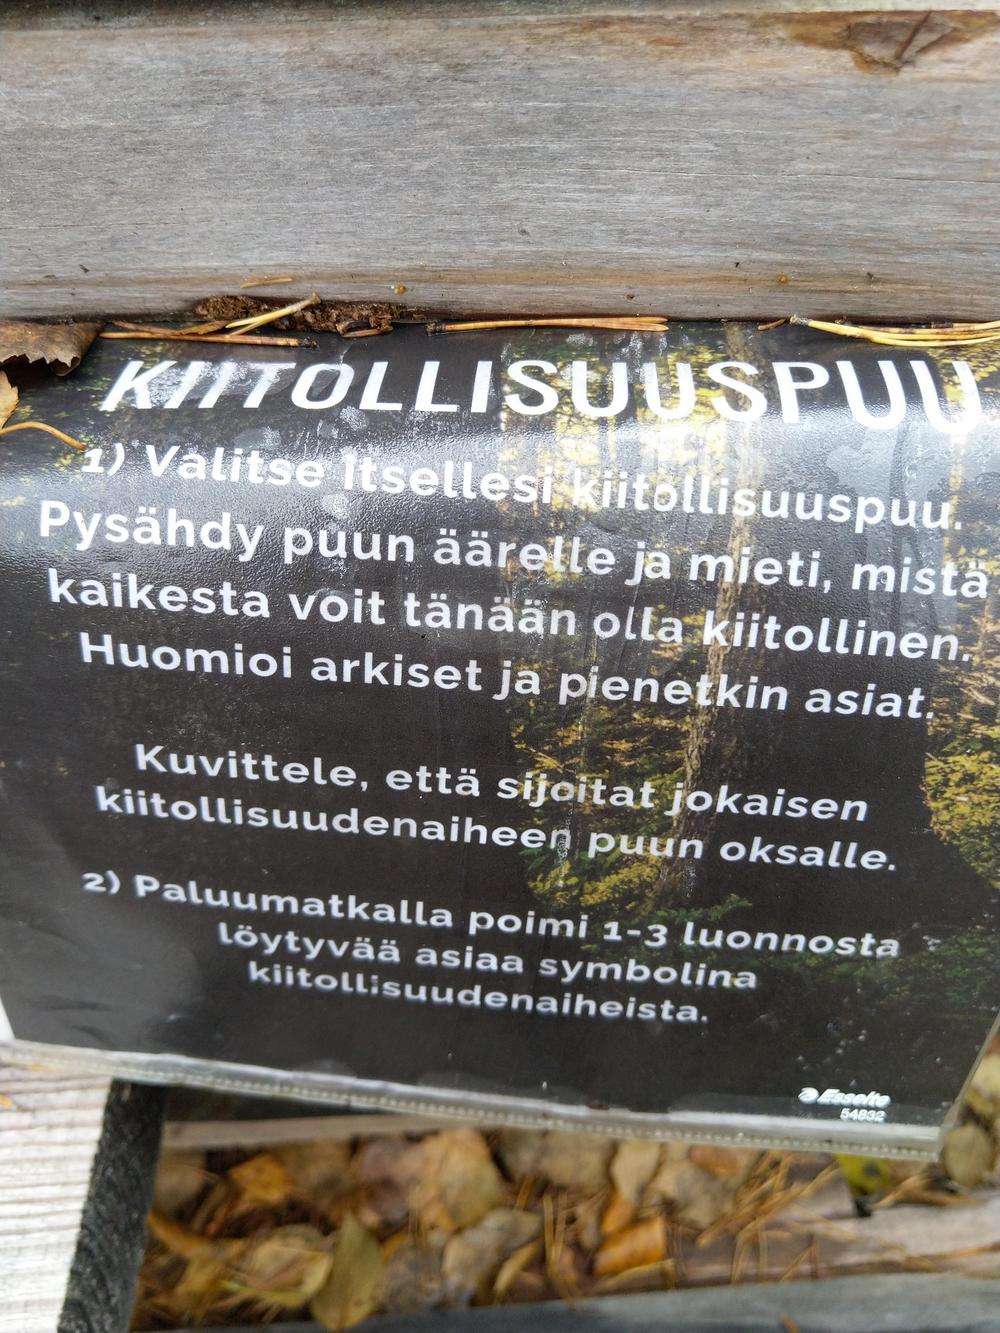 KIITOLLISUUSPUU
1) Valitse itsellesi kiitollisuuspuu.
Pysähdy puun äärelle ja mieti, mistä
kaikesta voit tänään olla kiitollinen.
Huomioi arkiset ja pienetkin asiat.
Kuvittele, että sijoitat jokaisen
kiitollisuudenaiheen puun oksalle.
2) Paluumatkalla poimi 1-3 luonnosta
löytyvää asiaa symbolina
kiitollisuudenaiheista.
Esselte
54832